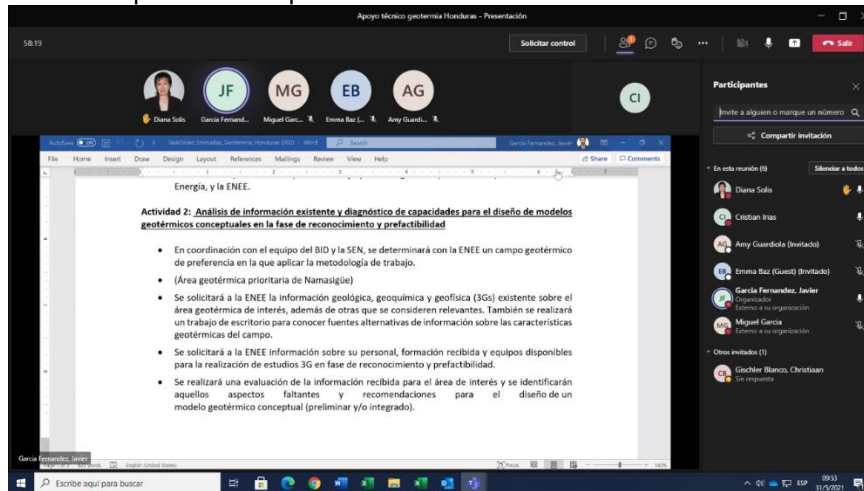 Apoyo técnico geotermia Honduras - Presentación
58:19
Solicitar control
Salir
JF
MG
EB
AG
CI
Diana Solis
Garcia Fernand...
Miguel Garc...
Emma Baz (...
Amy Guardi...
Participantes
Invite a alguien o marque un número
Compartir invitación
En esta reunión (6)
Silenciar a todos
Diana Solis
Cristian Irias
Amy Guardiola (Invitado)
Emma Baz (Guest) (Invitado)
Garcia Fernandez, Javier
Organizador
Externo a su organización
Miguel Garcia
Externo a su organización
Otros invitados (1)
Gischler Blanco, Christiaan
Sin respuesta
AutoSave
Word
Search
Garcia Fernandez, Javier
File Home Insert Draw Design Layout References Mailings Review View Help
Share
Comments
Energía, y la ENEE.
Actividad 2: Análisis de información existente y diagnóstico de capacidades para el diseño de modelos
geotérmicos conceptuales en la fase de reconocimiento y prefactibilidad
• En coordinación con el equipo del BID y la SEN, se determinará con la ENEE un campo geotérmico
de preferencia en la que aplicar la metodología de trabajo.
• (Área geotérmica prioritaria de Namasigüe)
• Se solicitará a la ENEE la información geológica, geoquímica y geofísica (3Gs) existente sobre el
área geotérmica de interés, además de otras que se consideren relevantes. También se realizará
un trabajo de escritorio para conocer fuentes alternativas de información sobre las características
geotérmicas del campo.
• Se solicitará a la ENEE información sobre su personal, formación recibida y equipos disponibles
para la realización de estudios 3G en fase de reconocimiento y prefactibilidad.
• Se realizará una evaluación de la información recibida para el área de interés y se identificarán
aquellos aspectos faltantes y recomendaciones para el diseño de un
modelo geotérmico conceptual (preliminar y/o integrado).
Garcia Fernandez, Javier
English (United States)
Focus
Escribe aquí para buscar
ESP
09:53
31/5/2021